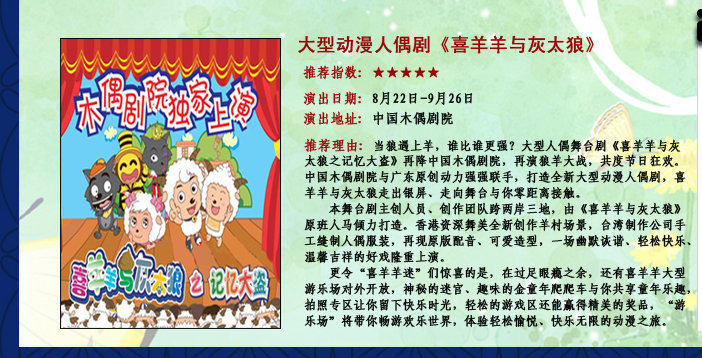 大型动漫人偶剧《喜羊羊与灰太狼》
木偶剧院独家上演
喜羊羊与灰太狼之记忆大盗
推荐指数：★★★★★
演出日期：8月22日-9月26日
演出地址：中国木偶剧院
推荐理由：当狼遇上羊，谁比谁更强？大型人偶舞台剧《喜羊羊与灰
太狼之记忆大盗》再降中国木偶剧院，再演狼羊大战，共度节日狂欢。
中国木偶剧院与广东原创动力强强联手，打造全新大型动漫人偶剧，喜
羊羊与灰太狼走出银屏、走向舞台与你零距离接触。
本舞台剧主创人员、创作团队跨两岸三地，由《喜羊羊与灰太狼》
原班人马倾力打造。香港资深舞美全新创作羊村场景，台湾制作公司手
工缝制人偶服装，再现原版配音、可爱造型，一场幽默诙谐、轻松快乐、
温馨吉祥的好戏隆重上演。
更令“喜羊羊迷”们惊喜的是，在过足眼瘾之余，还有喜羊羊大型
游乐场对外开放，神秘的迷宫、趣味的金童年爬爬车与你共享童年乐趣，
拍照专区让你留下快乐时光，轻松的游戏区还能赢得精美的奖品，“游
乐场”将带你畅游欢乐世界，体验轻松愉悦、快乐无限的动漫之旅。